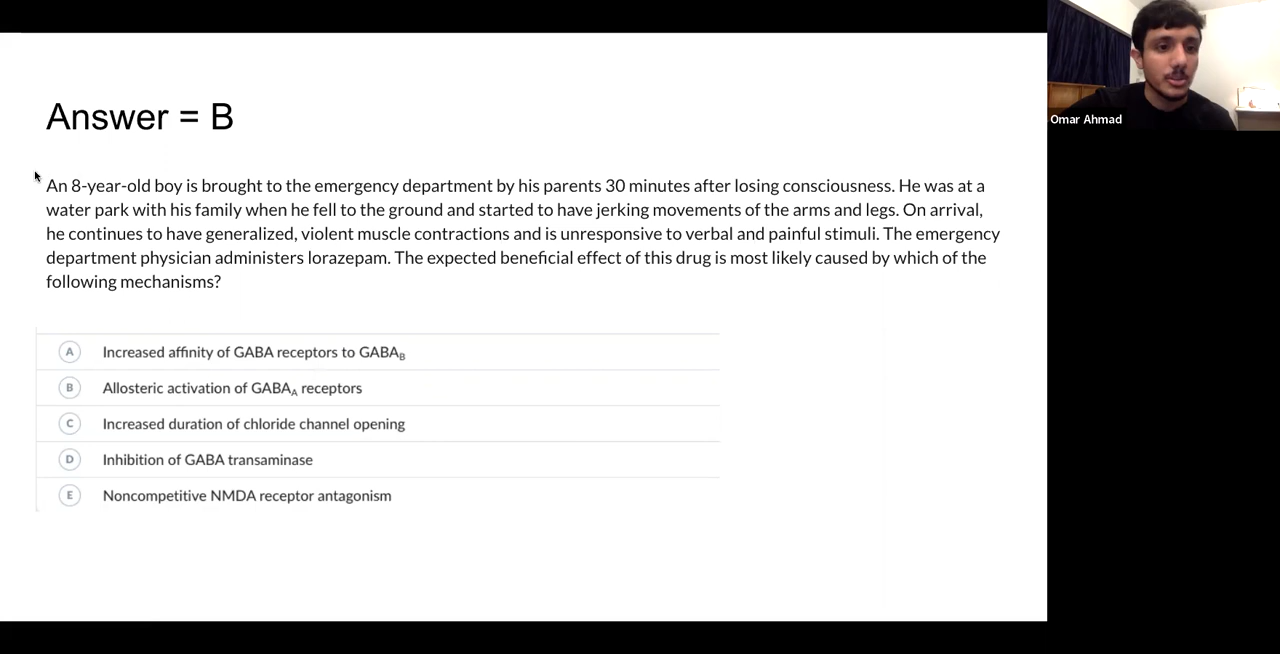 Answer = B
An 8-year-old boy is brought to the emergency department by his parents 30 minutes after losing consciousness. He was at a
water park with his family when he fell to the ground and started to have jerking movements of the arms and legs. On arrival,
he continues to have generalized, violent muscle contractions and is unresponsive to verbal and painful stimuli. The emergency
department physician administers lorazepam. The expected beneficial effect of this drug is most likely caused by which of the
following mechanisms?
A Increased affinity of GABA receptors to GABA_B
B Allosteric activation of GABA_A receptors
C Increased duration of chloride channel opening
D Inhibition of GABA transaminase
E Noncompetitive NMDA receptor antagonism
Omar Ahmad